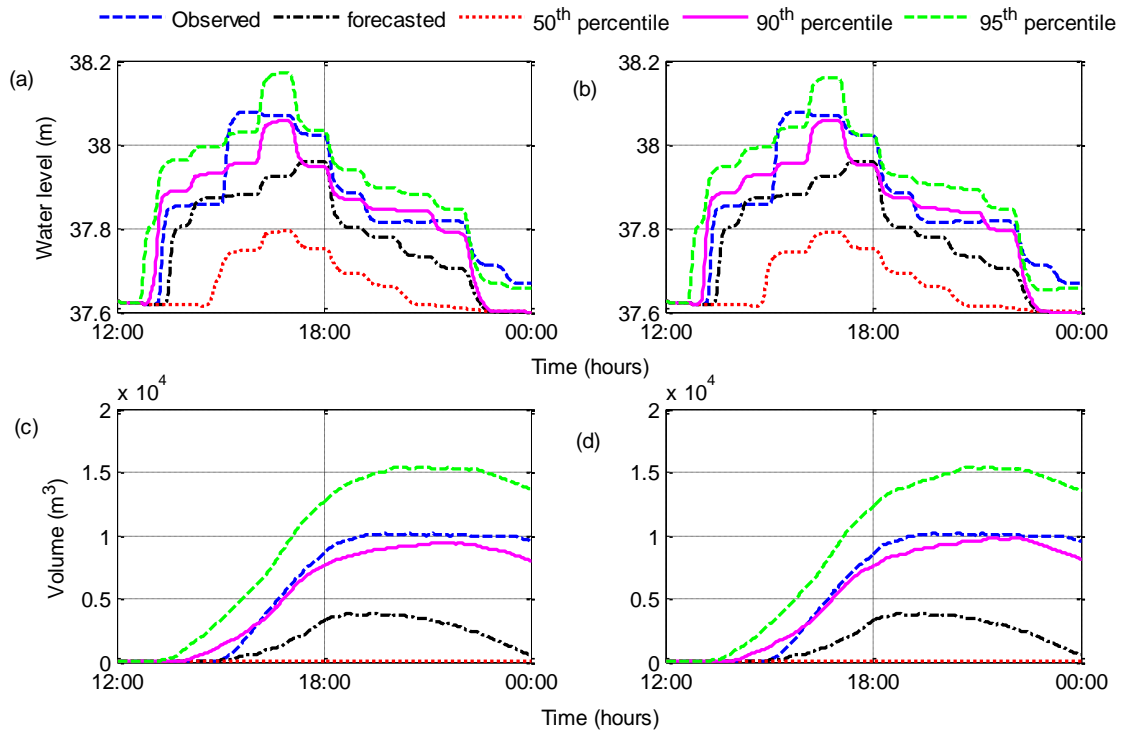 Observed forecasted 50th percentile 90th percentile 95th percentile
(a) (b)
38.2 38.2
38 38
37.8 37.8
37.6 37.6
Water level (m)
12:00 18:00 00:00 12:00 18:00 00:00
Time (hours)
x 10^4 x 10^4
(c) (d)
2 2
1.5 1.5
1 1
0.5 0.5
0 0
Volume (m³)
12:00 18:00 00:00 12:00 18:00 00:00
Time (hours)